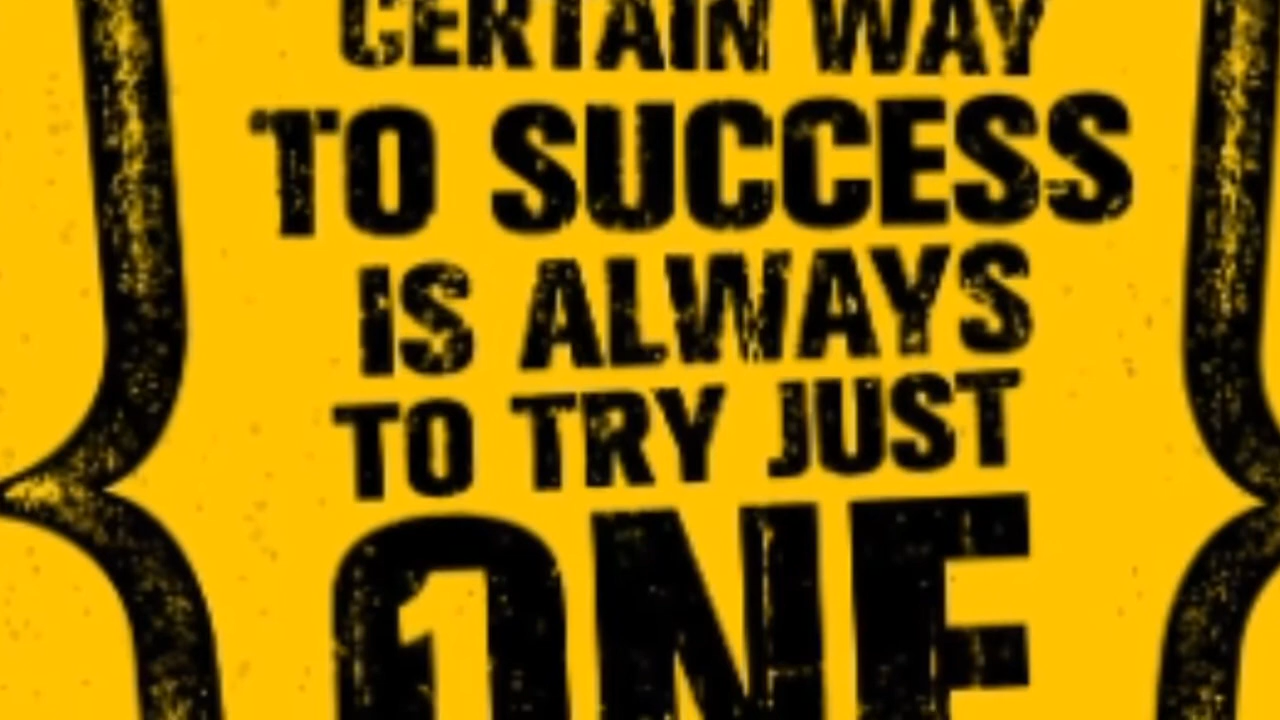 CERTAIN WAY
TO SUCCESS
IS ALWAYS
TO TRY JUST
ONE